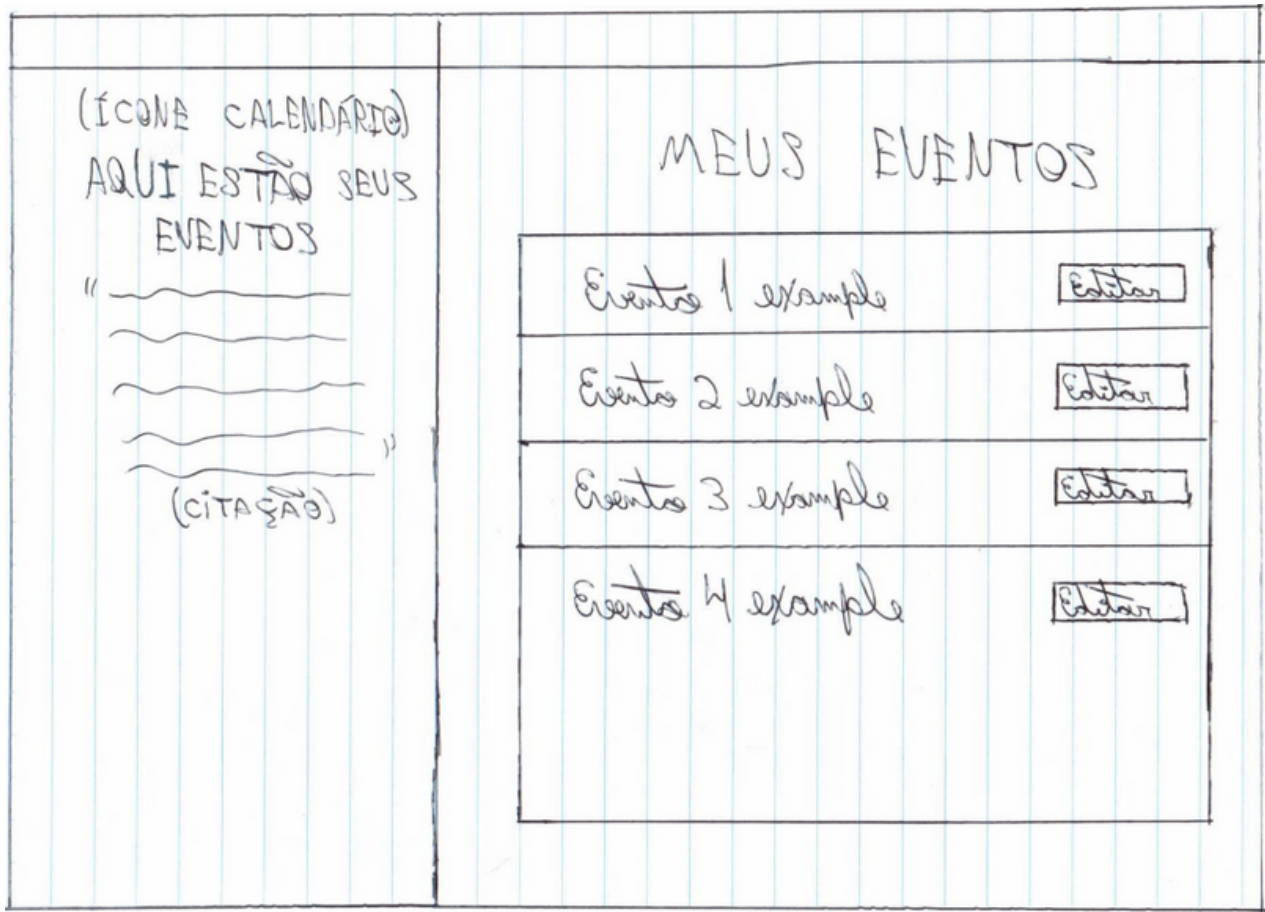 (ÍCONE CALENDÁRIO)
AQUI ESTÃO SEUS
EVENTOS
"
"
(CITAÇÃO)
MEUS EVENTOS
Evento 1 example
Editar
Evento 2 example
Editar
Evento 3 example
Editar
Evento 4 example
Editar